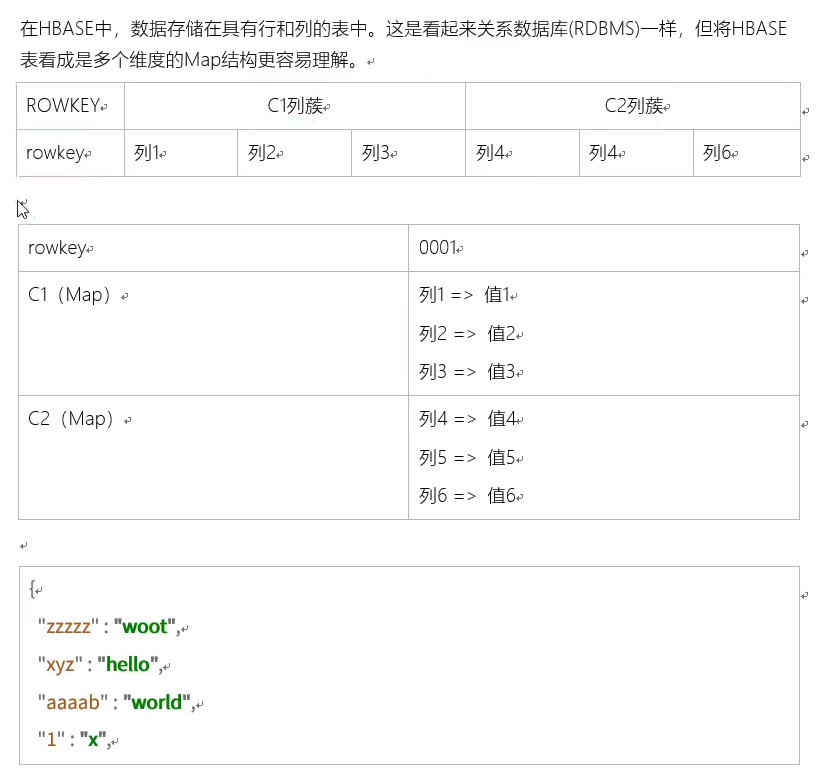 在HBASE中，数据存储在具有行和列的表中。这是看起来关系数据库(RDBMS)一样，但将HBASE
表看成是多个维度的Map结构更容易理解。
ROWKEY C1列蔟 C2列蔟
rowkey 列1 列2 列3 列4 列4 列6
rowkey 0001
C1（Map） 列1 => 值1
列2 => 值2
列3 => 值3
C2（Map） 列4 => 值4
列5 => 值5
列6 => 值6
{
"zzzzz" : "woot",
"xyz" : "hello",
"aaaab" : "world",
"1" : "x",